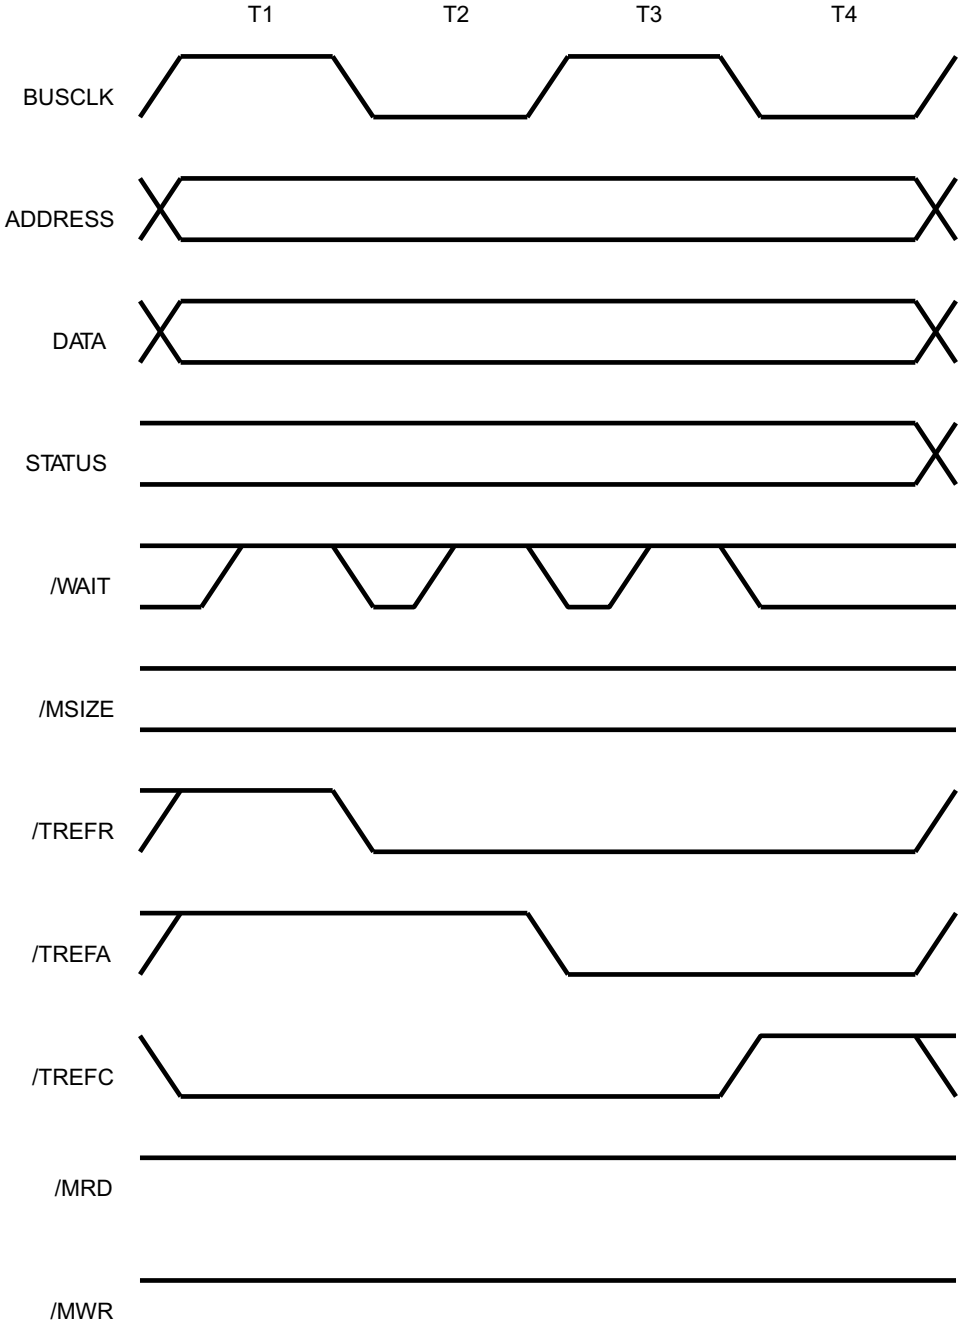 T1 T2 T3 T4
BUSCLK
ADDRESS
DATA
STATUS
/WAIT
/MSIZE
/TREFR
/TREFA
/TREFC
/MRD
/MWR